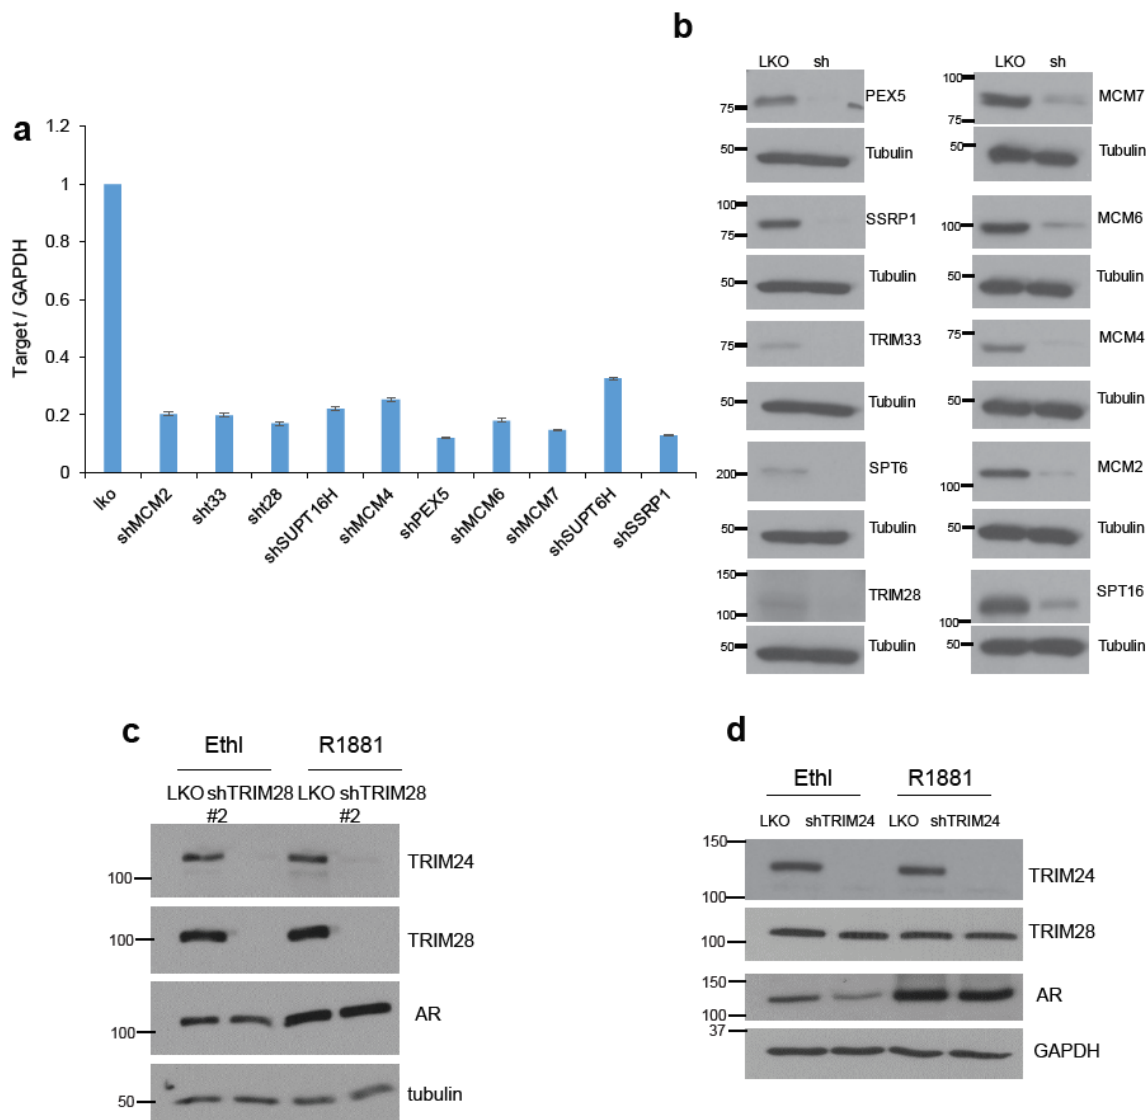 a
1.2
1
0.8
0.6
0.4
0.2
0
Target / GAPDH
lko
shMCM2
sht33
sht28
shSUPT16H
shMCM4
shPEX5
shMCM6
shMCM7
shSUPT6H
shSSRP1
b
LKO sh
75
PEX5
50
Tubulin
100
75
SSRP1
50
Tubulin
75
TRIM33
50
Tubulin
200
SPT6
50
Tubulin
150
100
TRIM28
50
Tubulin
LKO sh
100
75
MCM7
50
Tubulin
100
MCM6
50
Tubulin
75
MCM4
50
Tubulin
100
MCM2
50
Tubulin
100
SPT16
50
Tubulin
c
Ethl R1881
LKO shTRIM28 LKO shTRIM28
#2 #2
100
TRIM24
100
TRIM28
100
AR
50
tubulin
d
Ethl R1881
LKO shTRIM24 LKO shTRIM24
150
100
TRIM24
100
TRIM28
150
100
AR
37
GAPDH